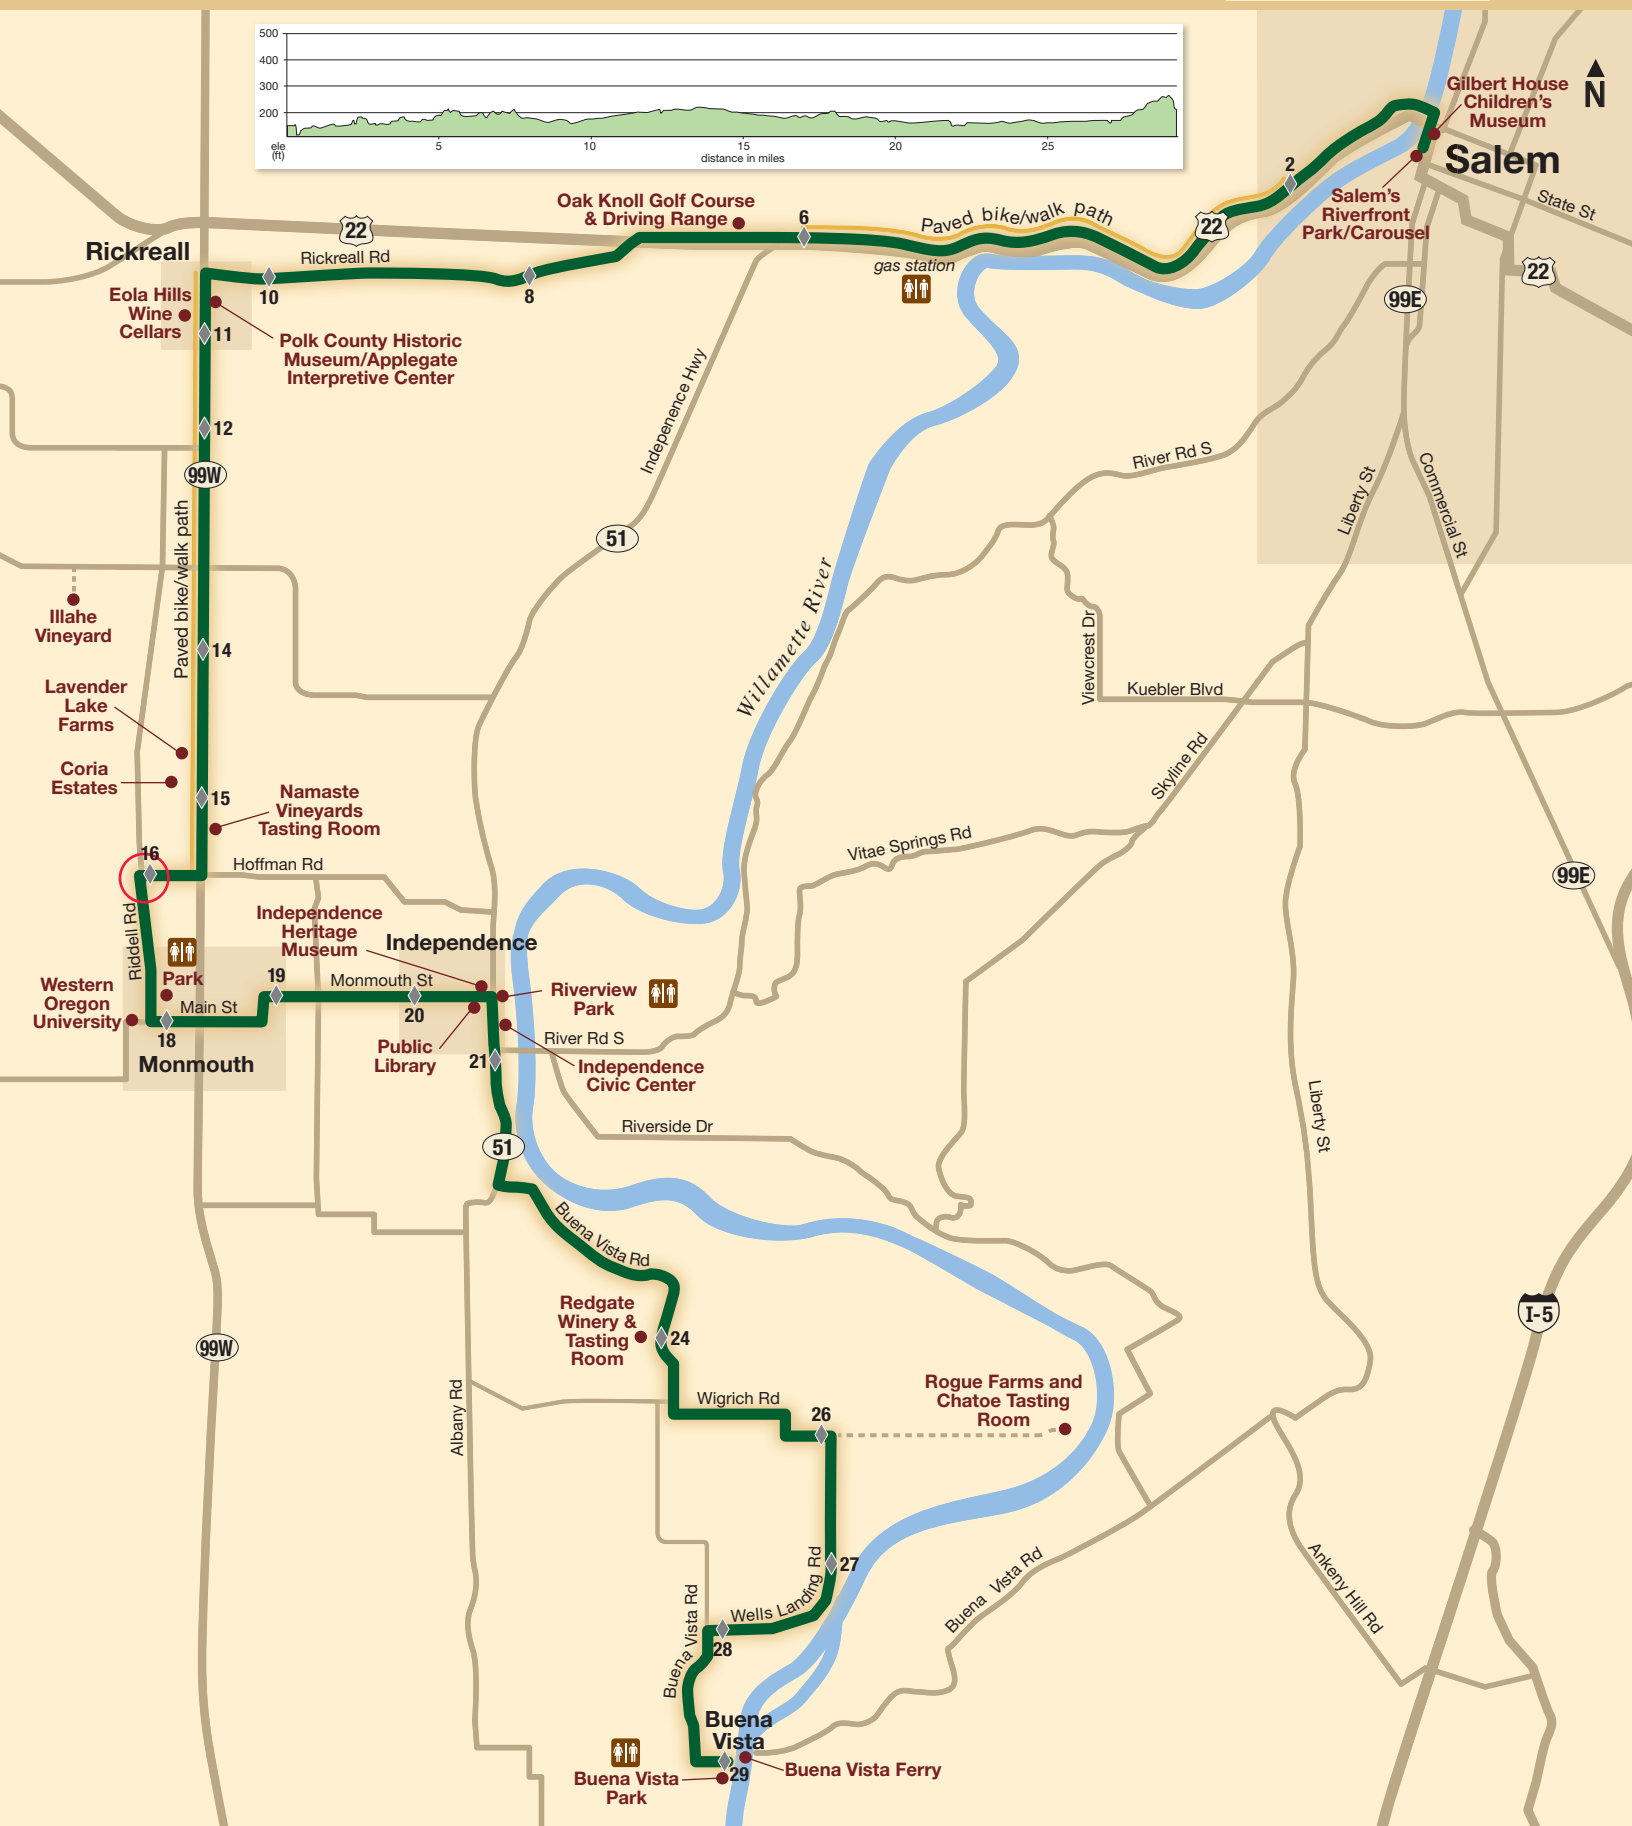 500
400
300
200
ele
(ft)
5
10
15
20
25
distance in miles
N
Gilbert House
Children's
Museum
Salem
State St
Salem's
Riverfront
Park/Carousel
2
22
22
99E
Oak Knoll Golf Course
& Driving Range
6
Paved bike/walk path
gas station
22
Rickreall
Rickreall Rd
10
8
Eola Hills
Wine
Cellars
11
Polk County Historic
Museum/Applegate
Interpretive Center
12
99W
Paved bike/walk path
Indepenence Hwy
51
River Rd S
Liberty St
Commercial St
Willamette River
Viewcrest Dr
Kuebler Blvd
Illahe
Vineyard
14
Lavender
Lake
Farms
Coria
Estates
15
Namaste
Vineyards
Tasting Room
Skyline Rd
Vitae Springs Rd
99E
16
Hoffman Rd
Riddell Rd
Independence
Heritage
Museum
Independence
Park
19
Monmouth St
20
Western
Oregon
University
Main St
18
Monmouth
Riverview
Park
Public
Library
21
River Rd S
Independence
Civic Center
Riverside Dr
51
Liberty St
Buena Vista Rd
99W
Redgate
Winery &
Tasting
Room
24
I-5
Albany Rd
Wigrich Rd
26
Rogue Farms and
Chatoe Tasting
Room
27
Wells Landing Rd
28
Buena Vista Rd
Buena Vista Rd
Ankeny Hill Rd
Buena
Vista
29
Buena Vista
Park
Buena Vista Ferry